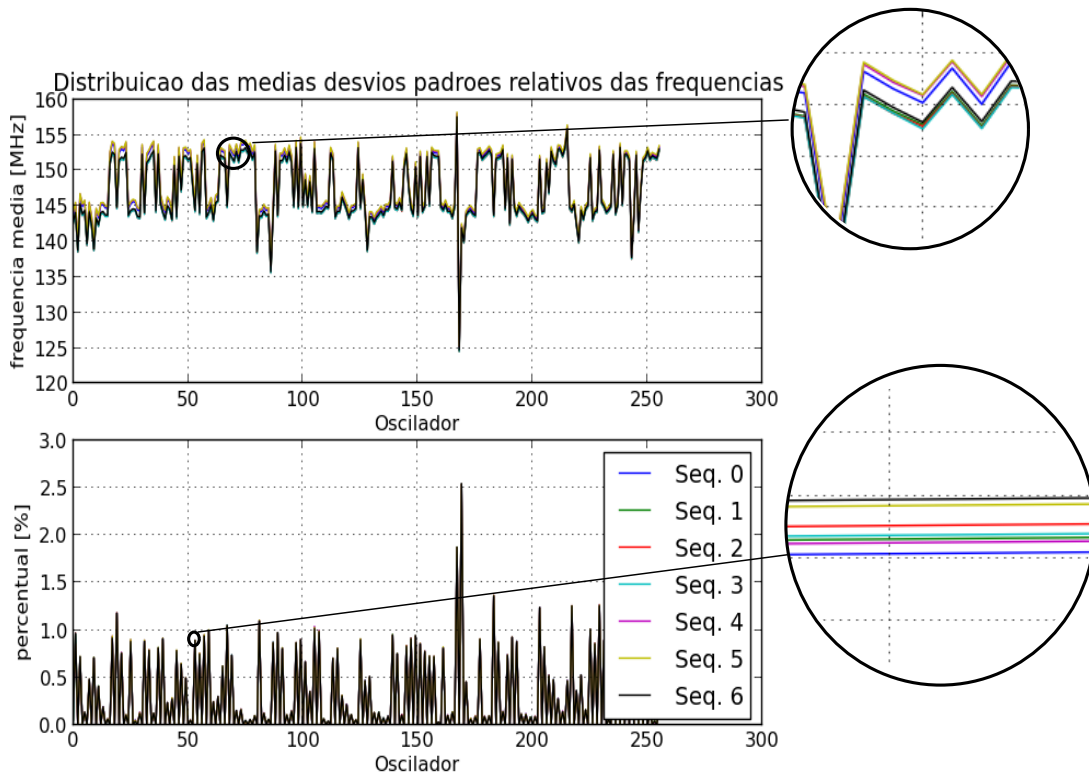 Distribuicao das medias desvios padroes relativos das frequencias
frequencia media [MHz]
160
155
150
145
140
135
130
125
120
0 50 100 150 200 250 300
Oscilador
percentual [%]
3.0
2.5
2.0
1.5
1.0
0.5
0.0
Seq. 0
Seq. 1
Seq. 2
Seq. 3
Seq. 4
Seq. 5
Seq. 6
0 50 100 150 200 250 300
Oscilador